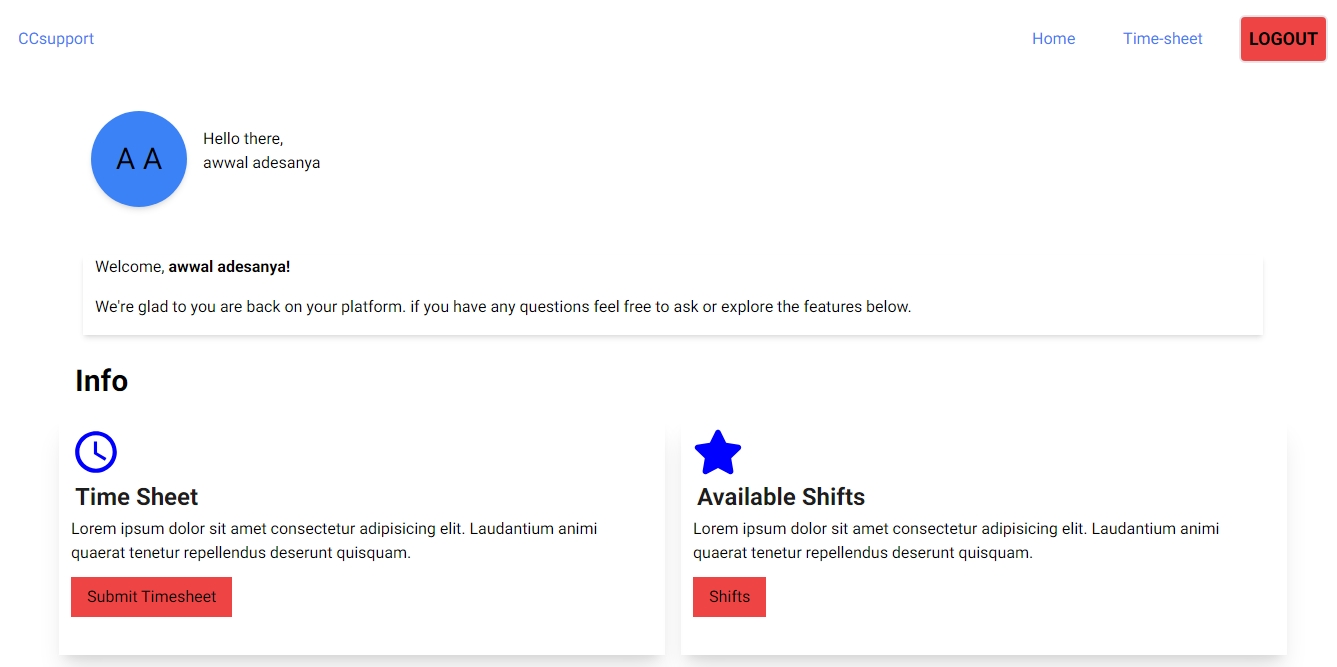 CCsupport
Home
Time-sheet
LOGOUT
A A
Hello there,
awwal adesanya
Welcome, awwal adesanya!
We're glad to you are back on your platform. if you have any questions feel free to ask or explore the features below.
Info
Time Sheet
Lorem ipsum dolor sit amet consectetur adipisicing elit. Laudantium animi
quaerat tenetur repellendus deserunt quisquam.
Submit Timesheet
Available Shifts
Lorem ipsum dolor sit amet consectetur adipisicing elit. Laudantium animi
quaerat tenetur repellendus deserunt quisquam.
Shifts